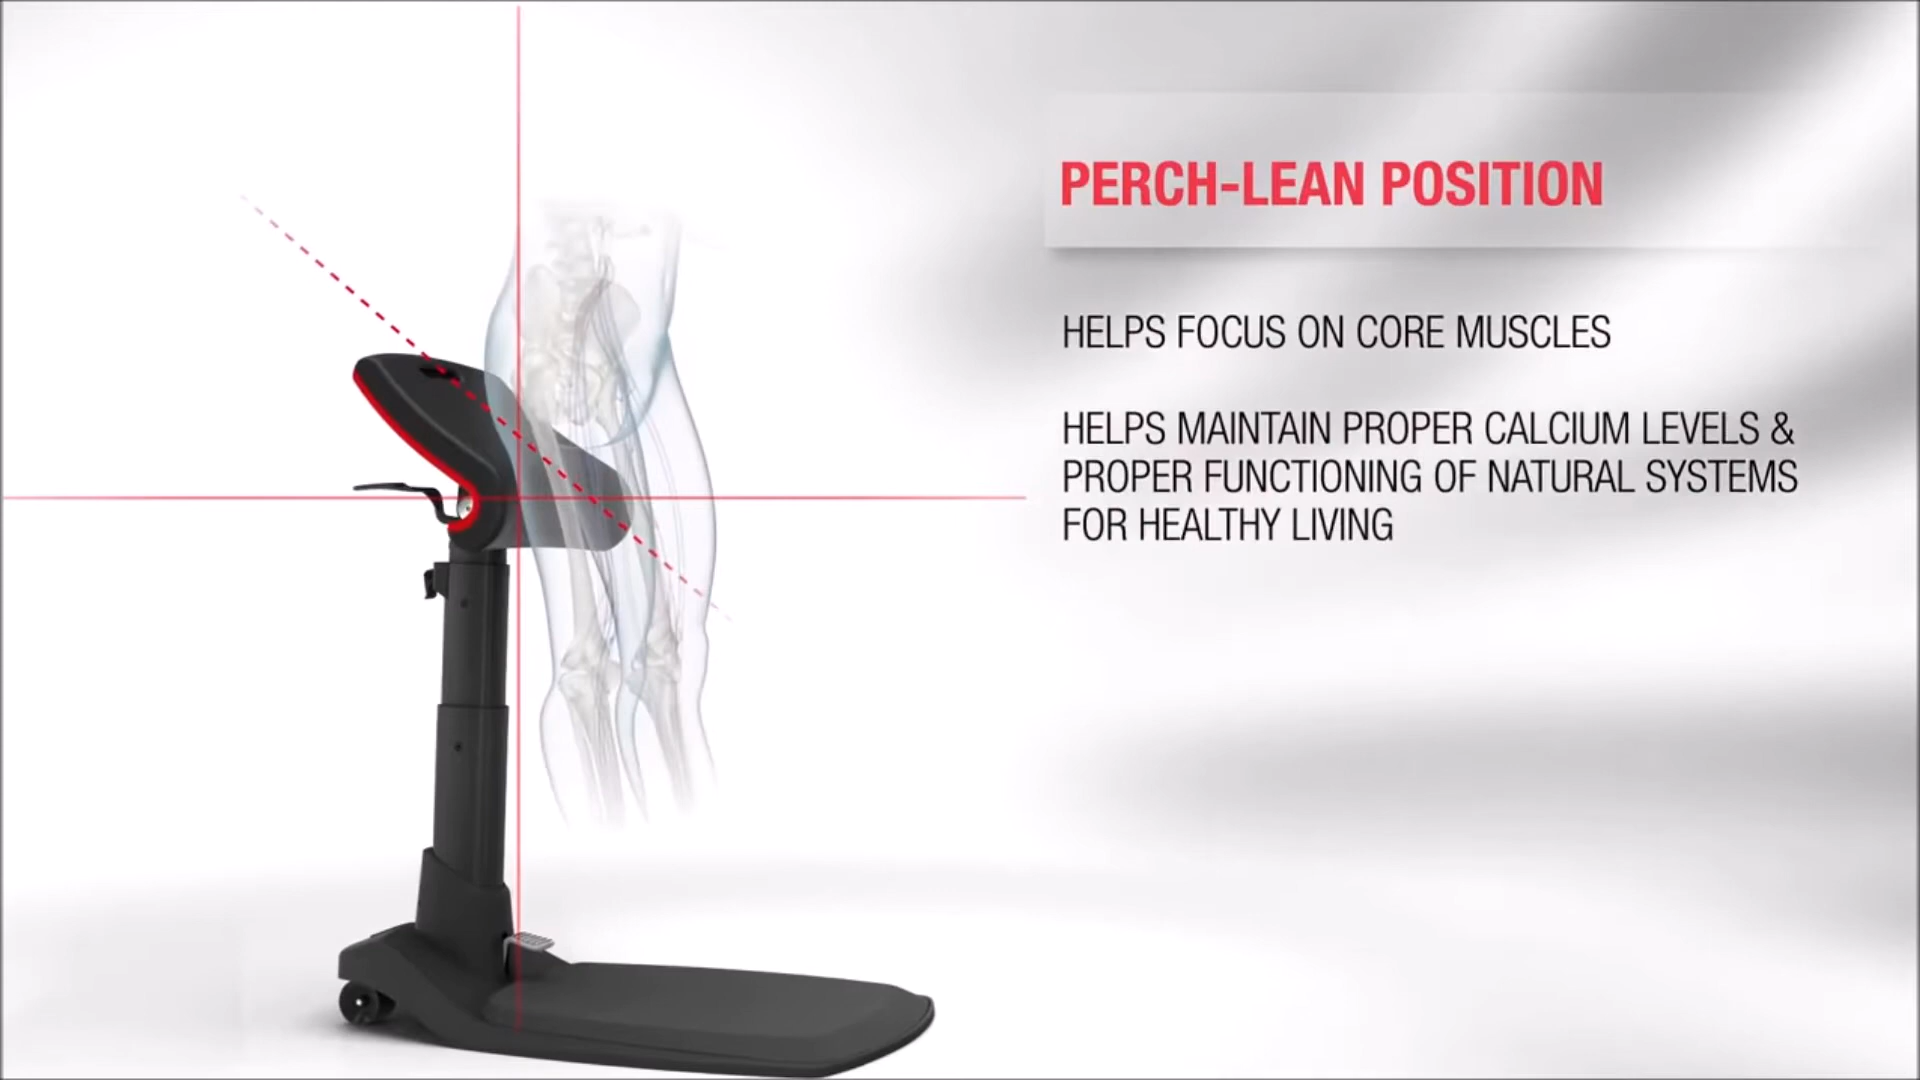 PERCH-LEAN POSITION
HELPS FOCUS ON CORE MUSCLES
HELPS MAINTAIN PROPER CALCIUM LEVELS &
PROPER FUNCTIONING OF NATURAL SYSTEMS
FOR HEALTHY LIVING